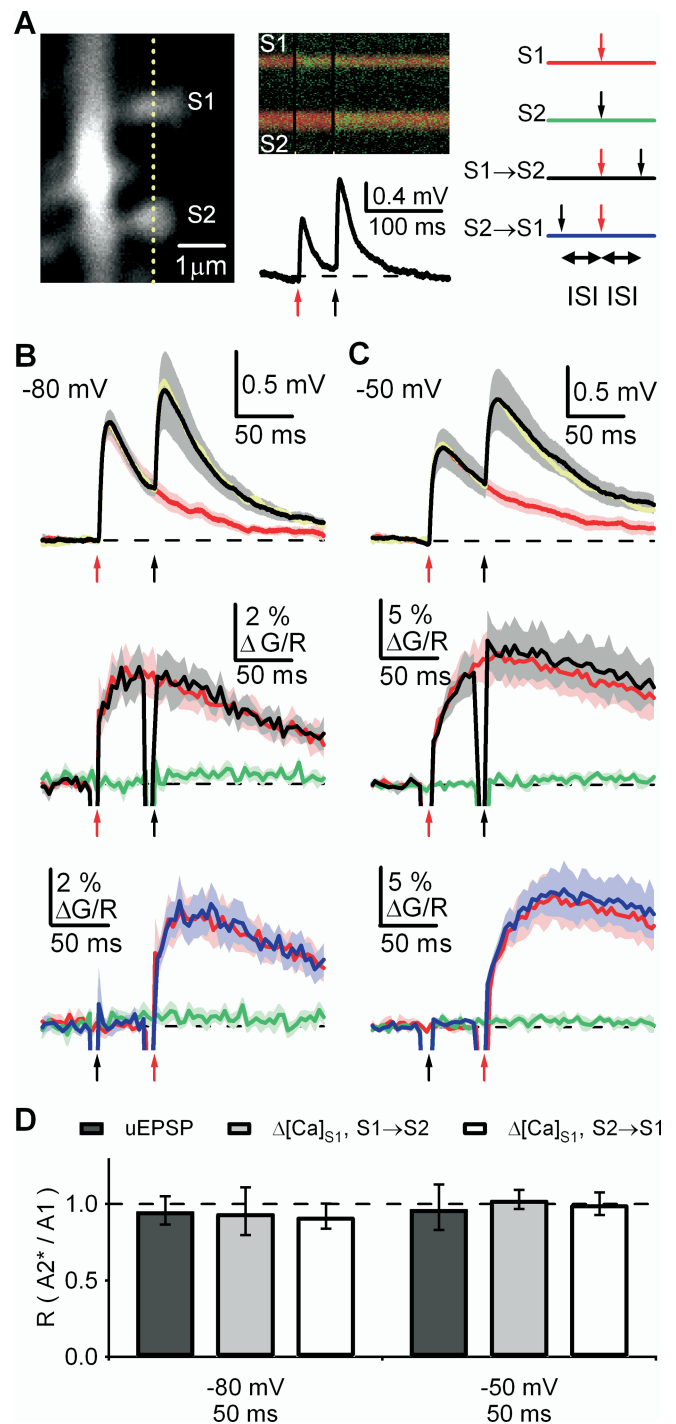 A
S1
S2
1μm
S1
S2
0.4 mV
100 ms
S1
S2
S1→S2
S2→S1
ISI ISI
B
-80 mV
0.5 mV
50 ms
2 %
Δ G/R
50 ms
2 %
ΔG/R
50 ms
C
-50 mV
0.5 mV
50 ms
5 %
Δ G/R
50 ms
5 %
ΔG/R
50 ms
D
uEPSP
Δ[Ca]S1, S1→S2
Δ[Ca]S1, S2→S1
R ( A2* / A1)
1.0
0.5
0.0
-80 mV
50 ms
-50 mV
50 ms